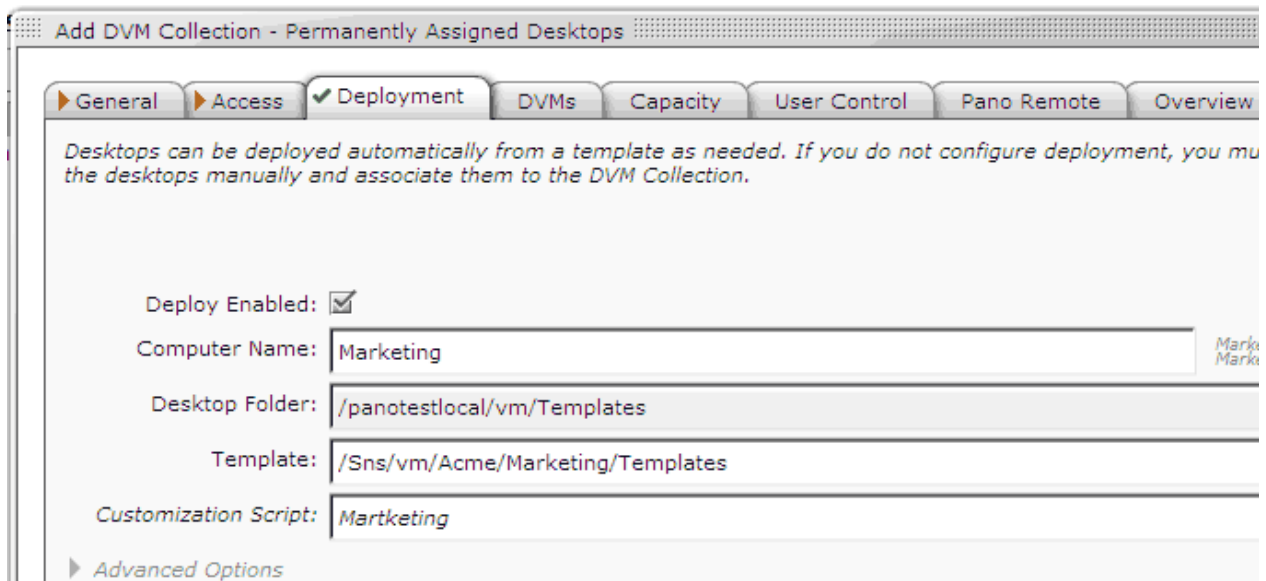 Add DVM Collection - Permanently Assigned Desktops
General Access Deployment DVMs Capacity User Control Pano Remote Overview
Desktops can be deployed automatically from a template as needed. If you do not configure deployment, you mu
the desktops manually and associate them to the DVM Collection.
Deploy Enabled:
Computer Name: Marketing
Desktop Folder: /panotestlocal/vm/Templates
Template: /Sns/vm/Acme/Marketing/Templates
Customization Script: Martketing
Advanced Options